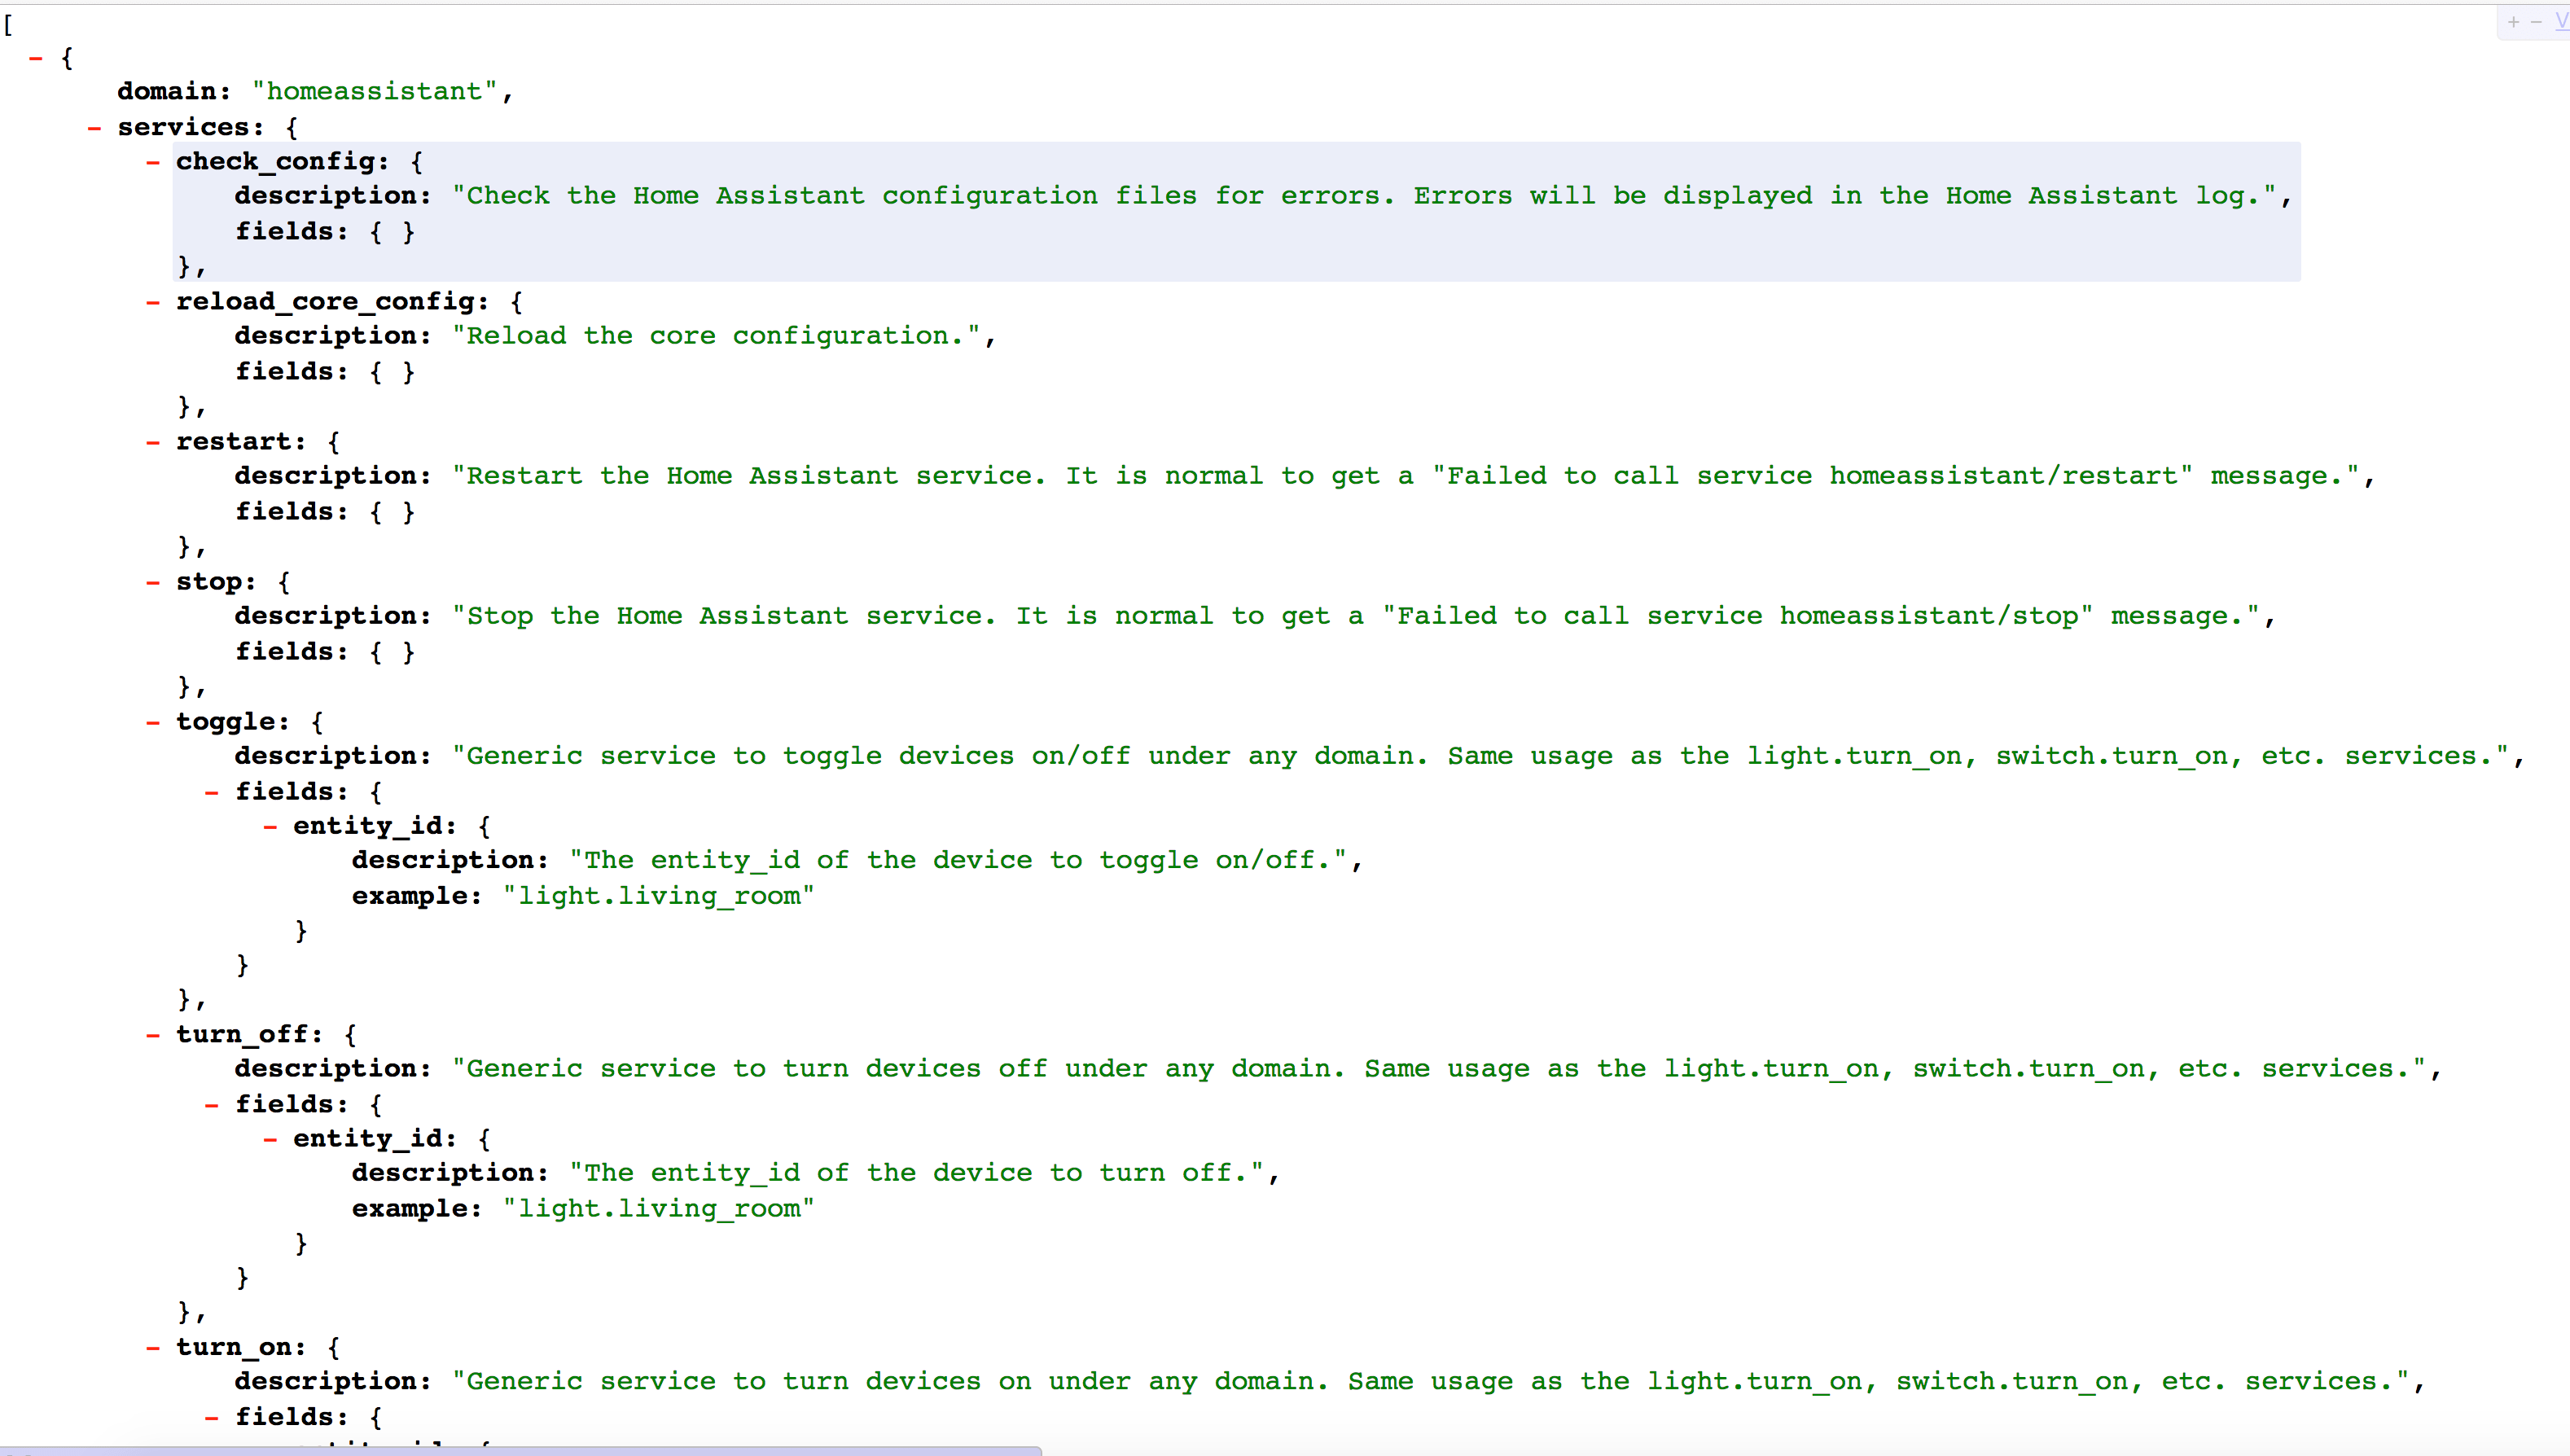 [
- {
domain: "homeassistant",
- services: {
- check_config: {
description: "Check the Home Assistant configuration files for errors. Errors will be displayed in the Home Assistant log.",
fields: { }
},
- reload_core_config: {
description: "Reload the core configuration.",
fields: { }
},
- restart: {
description: "Restart the Home Assistant service. It is normal to get a "Failed to call service homeassistant/restart" message.",
fields: { }
},
- stop: {
description: "Stop the Home Assistant service. It is normal to get a "Failed to call service homeassistant/stop" message.",
fields: { }
},
- toggle: {
description: "Generic service to toggle devices on/off under any domain. Same usage as the light.turn_on, switch.turn_on, etc. services.",
- fields: {
- entity_id: {
description: "The entity_id of the device to toggle on/off.",
example: "light.living_room"
}
}
},
- turn_off: {
description: "Generic service to turn devices off under any domain. Same usage as the light.turn_on, switch.turn_on, etc. services.",
- fields: {
- entity_id: {
description: "The entity_id of the device to turn off.",
example: "light.living_room"
}
}
},
- turn_on: {
description: "Generic service to turn devices on under any domain. Same usage as the light.turn_on, switch.turn_on, etc. services.",
- fields: {
+ -